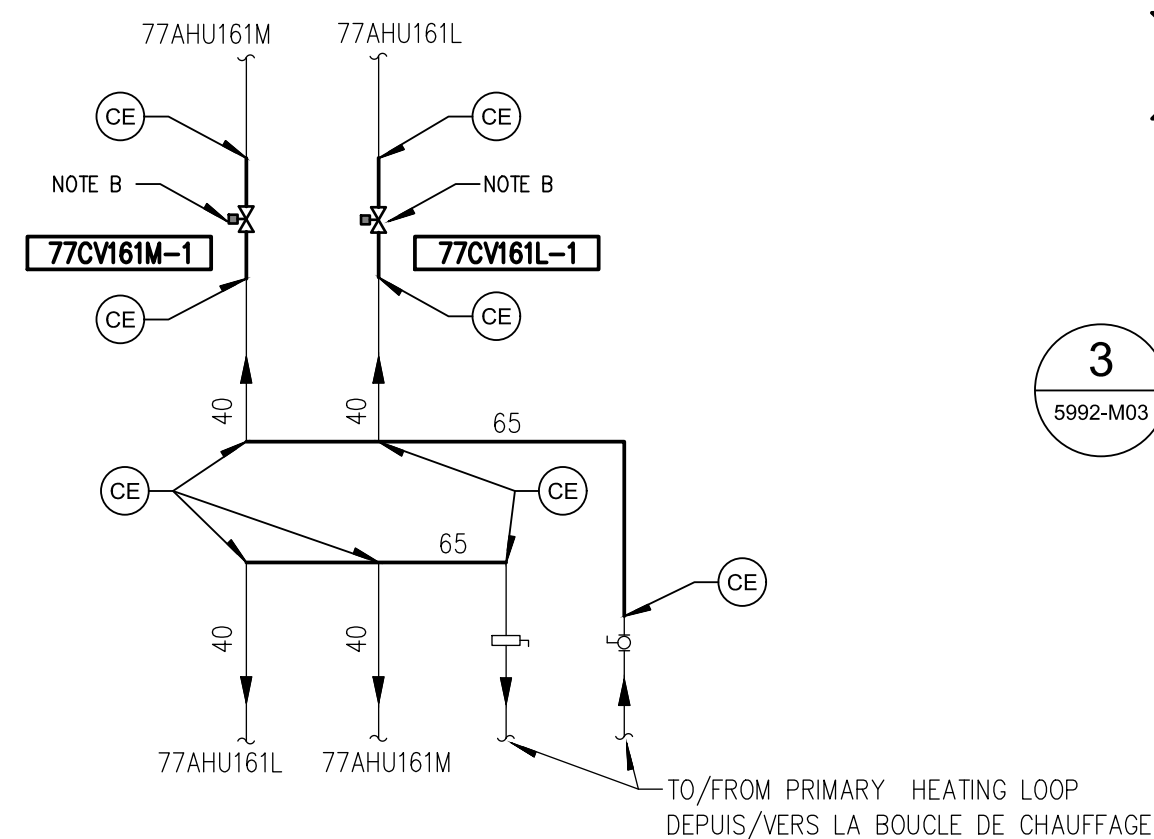 77AHU161M
77AHU161L
CE
CE
NOTE B
NOTE B
77CV161M-1
77CV161L-1
CE
CE
3
5992-M03
40
40
65
CE
CE
65
CE
40
40
77AHU161L
77AHU161M
TO/FROM PRIMARY HEATING LOOP
DEPUIS/VERS LA BOUCLE DE CHAUFFAGE